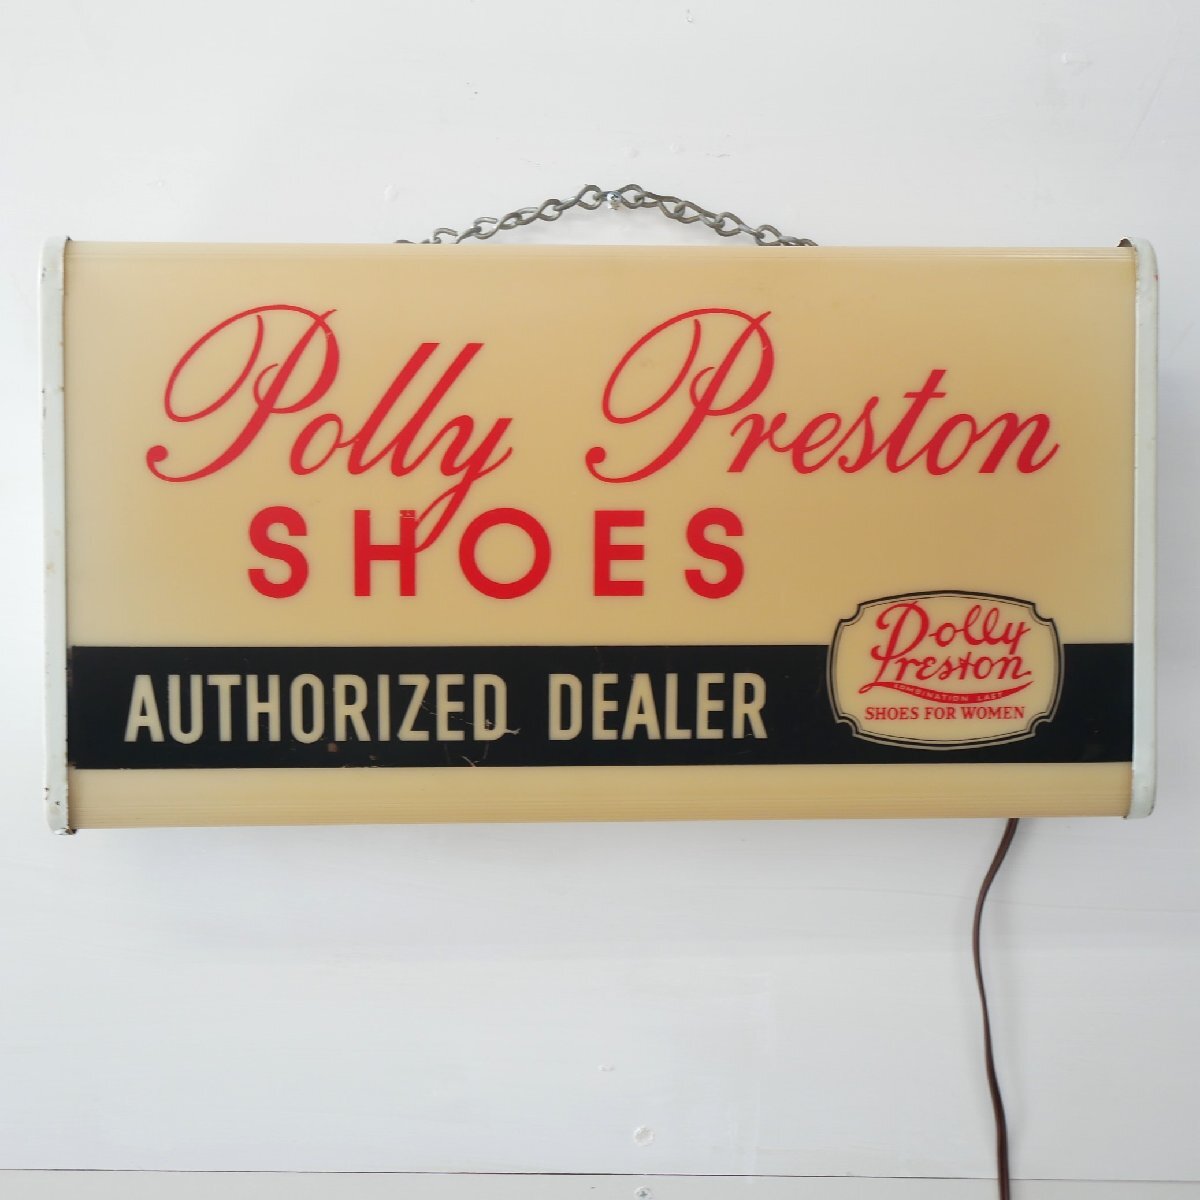 Polly Preston
SHOES
AUTHORIZED DEALER
Polly
Preston
COMBINATION LAST
SHOES FOR WOMEN